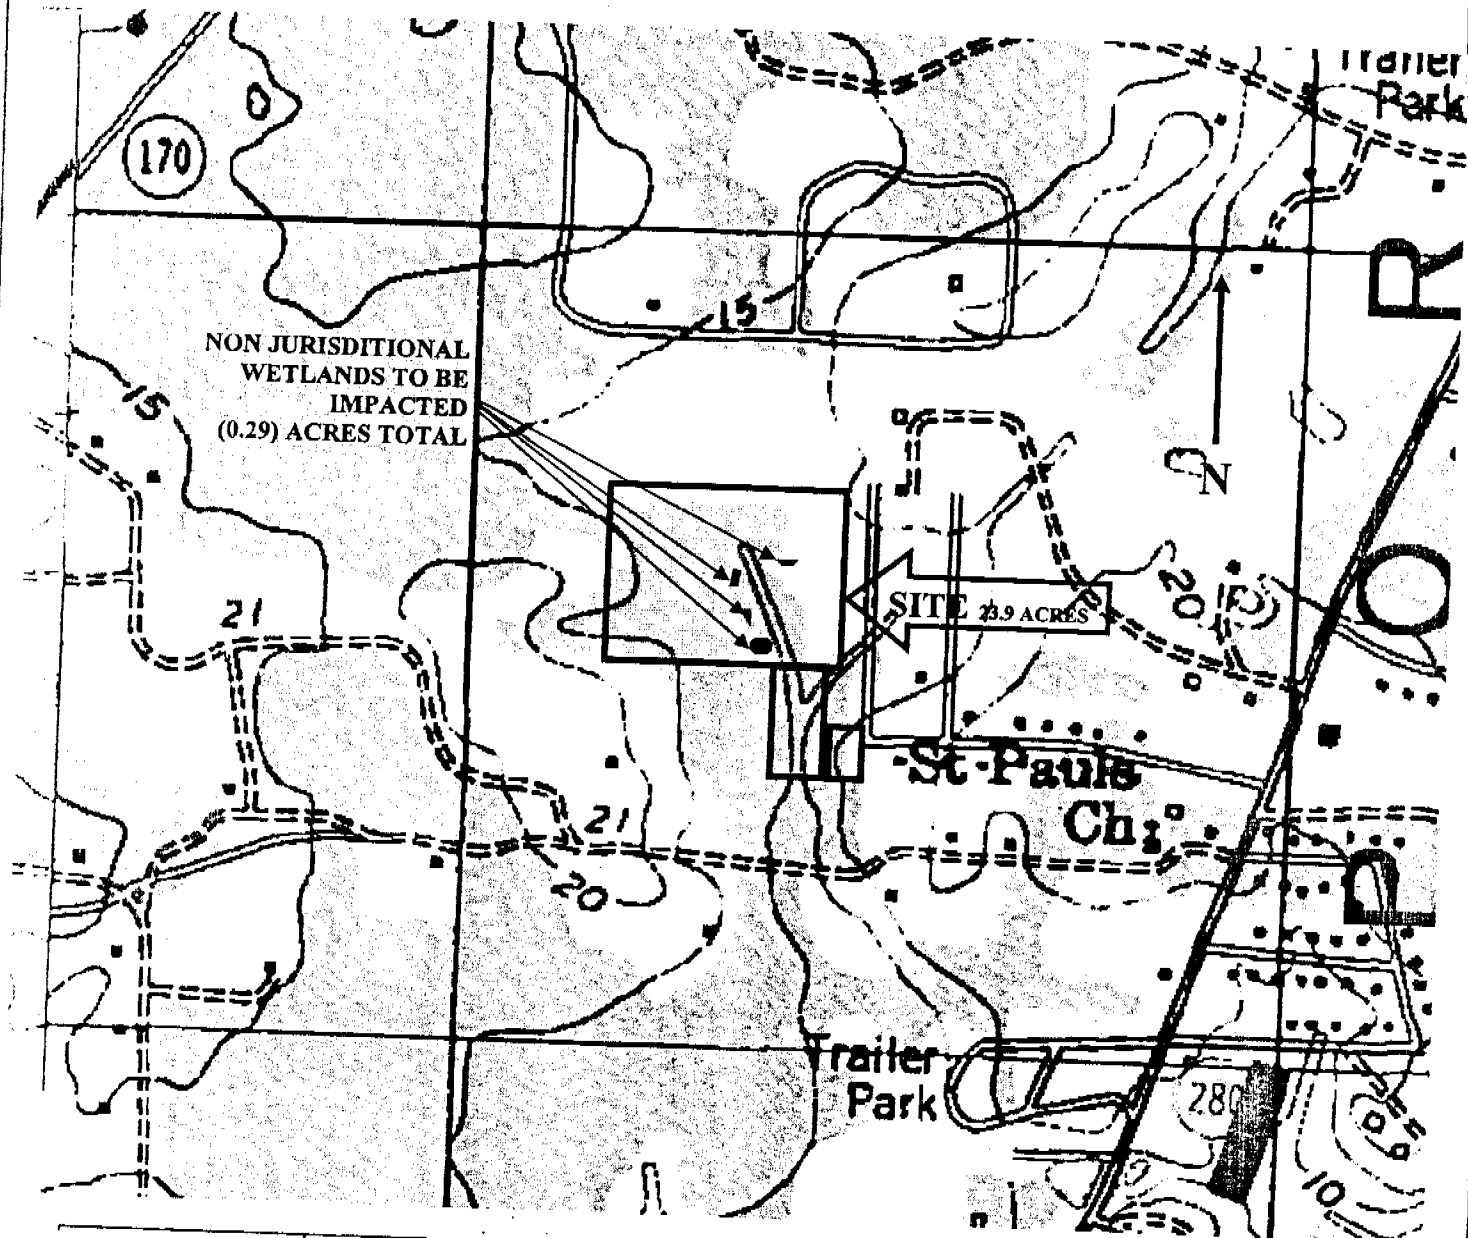 Trailer
Park
170
15
NON JURISDITIONAL
WETLANDS TO BE
IMPACTED
(0.29) ACRES TOTAL
15
N
R
O
SITE 23.9 ACRES
20
21
St Pauls
Ch:
21
20
Trailer
Park
280
10